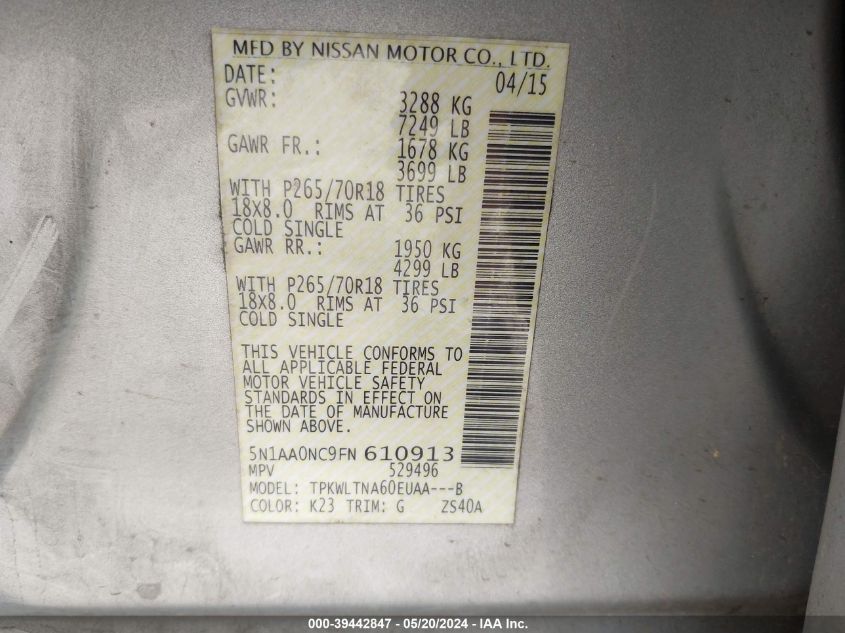 MFD BY NISSAN MOTOR CO., LTD.
DATE: 04/15
GVWR: 3288 KG
7249 LB
GAWR FR.: 1678 KG
3699 LB
WITH P265/70R18 TIRES
18X8.0 RIMS AT 36 PSI
COLD SINGLE
GAWR RR.: 1950 KG
4299 LB
WITH P265/70R18 TIRES
18X8.0 RIMS AT 36 PSI
COLD SINGLE
THIS VEHICLE CONFORMS TO
ALL APPLICABLE FEDERAL
MOTOR VEHICLE SAFETY
STANDARDS IN EFFECT ON
THE DATE OF MANUFACTURE
SHOWN ABOVE.
5N1AA0NC9FN 610913
MPV 529496
MODEL: TPKWLTNA60EUAA---B
COLOR: K23 TRIM: G ZS40A
000-39442847 - 05/20/2024 - IAA Inc.